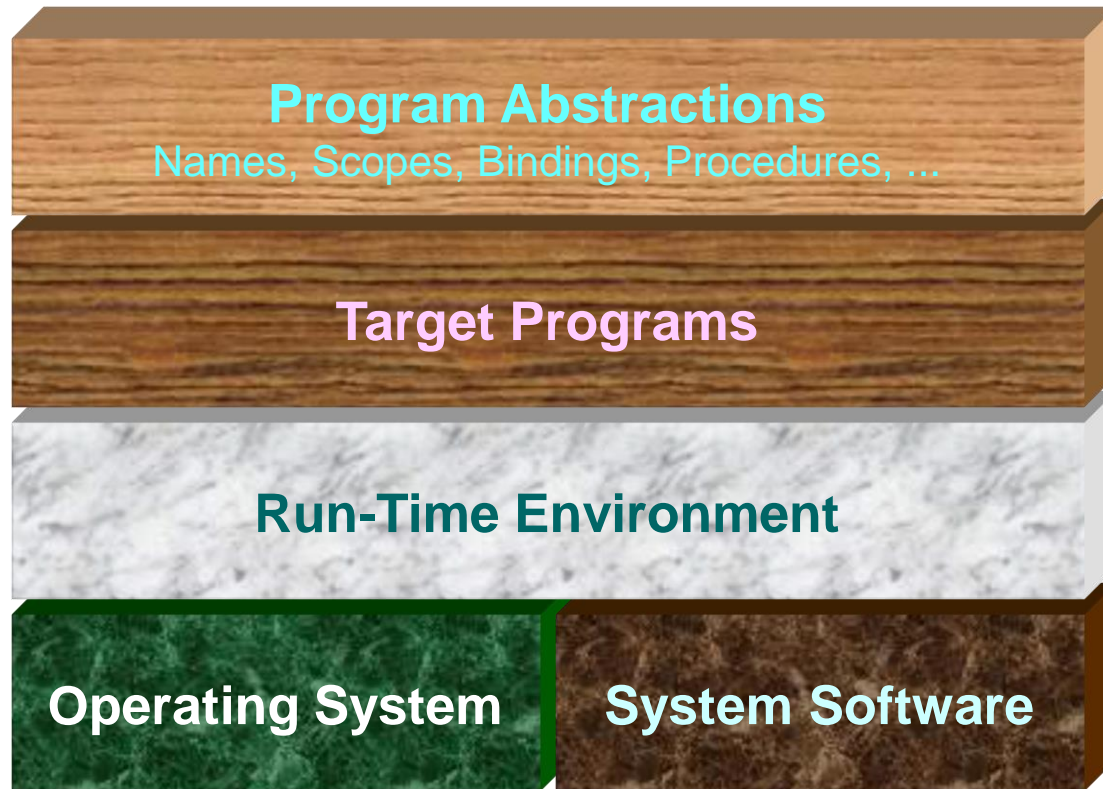 Program Abstractions
Names, Scopes, Bindings, Procedures, ...
Target Programs
Run-Time Environment
Operating System
System Software